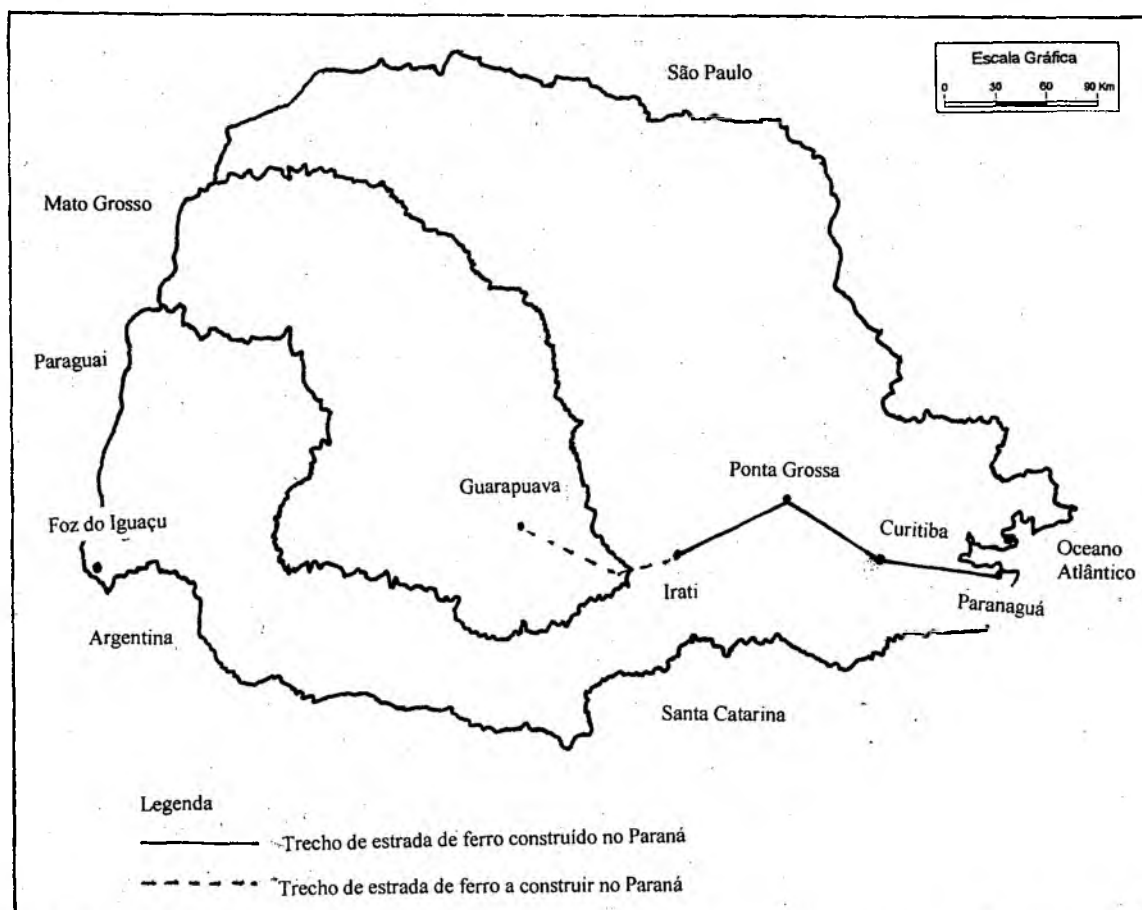 Escala Gráfica
0 30 60 90 Km
São Paulo
Mato Grosso
Paraguai
Guarapuava
Ponta Grossa
Foz do Iguaçu
Curitiba
Oceano
Atlântico
Irati
Paranaguá
Argentina
Santa Catarina
Legenda
Trecho de estrada de ferro construído no Paraná
Trecho de estrada de ferro a construir no Paraná